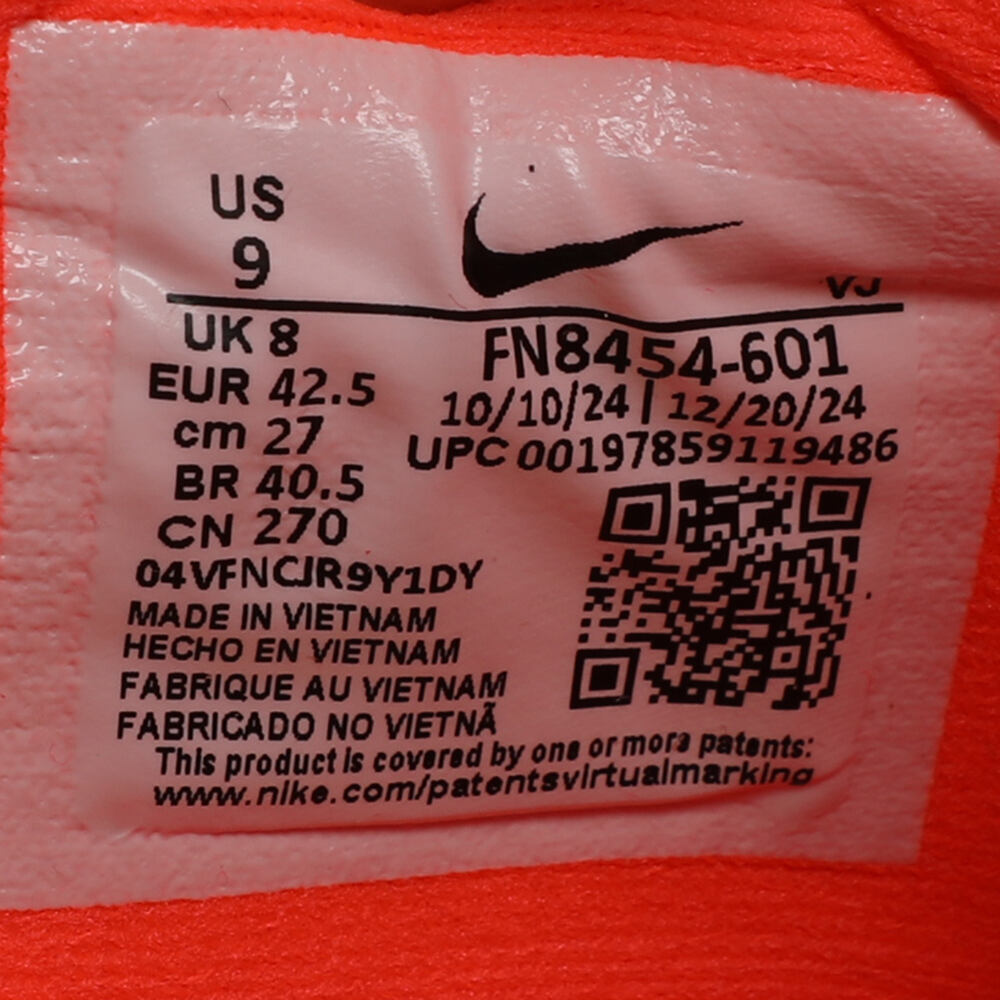 US
9
VJ
UK 8
EUR 42.5
cm 27
BR 40.5
CN 270
FN8454-601
10/10/24 | 12/20/24
UPC 00197859119486
04VFNCJR9Y1DY
MADE IN VIETNAM
HECHO EN VIETNAM
FABRIQUE AU VIETNAM
FABRICADO NO VIETNÃ
This product is covered by one or more patents:
www.nike.com/patentsvirtualmarking